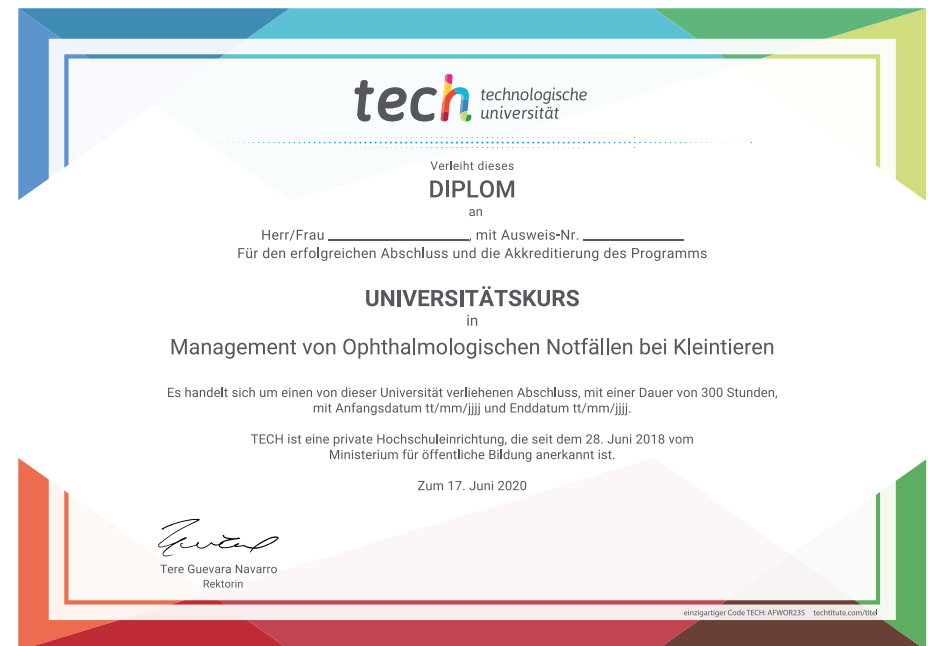 tech technologische
universität
Verleiht dieses
DIPLOM
an
Herr/Frau ____________________, mit Ausweis-Nr. ______________
Für den erfolgreichen Abschluss und die Akkreditierung des Programms
UNIVERSITÄTSKURS
in
Management von Ophthalmologischen Notfällen bei Kleintieren
Es handelt sich um einen von dieser Universität verliehenen Abschluss, mit einer Dauer von 300 Stunden,
mit Anfangsdatum tt/mm/jjjj und Enddatum tt/mm/jjjj.
TECH ist eine private Hochschuleinrichtung, die seit dem 28. Juni 2018 vom
Ministerium für öffentliche Bildung anerkannt ist.
Zum 17. Juni 2020
Tere Guevara Navarro
Rektorin
einzigartiger Code TECH: AFWOR23S techtitute.com/titel